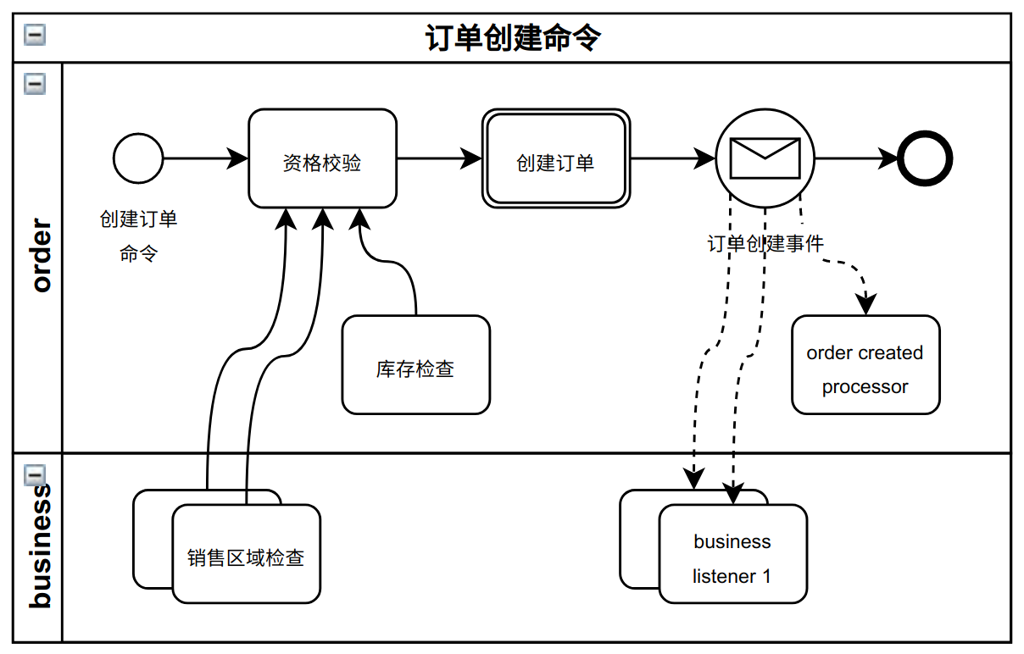 订单创建命令
order
创建订单
命令
资格校验
创建订单
订单创建事件
库存检查
order created
processor
business
销售区域检查
business
listener 1